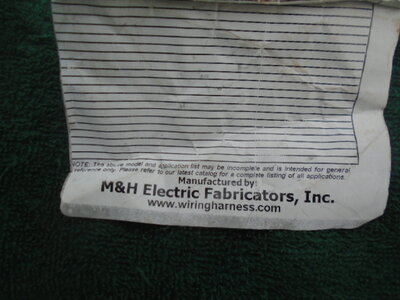 NOTE: The above model and application list may be incomplete and is intended for general
reference only. Please refer to our latest catalog for a complete listing of all applications.
Manufactured by:
M&H Electric Fabricators, Inc.
www.wiringharness.com